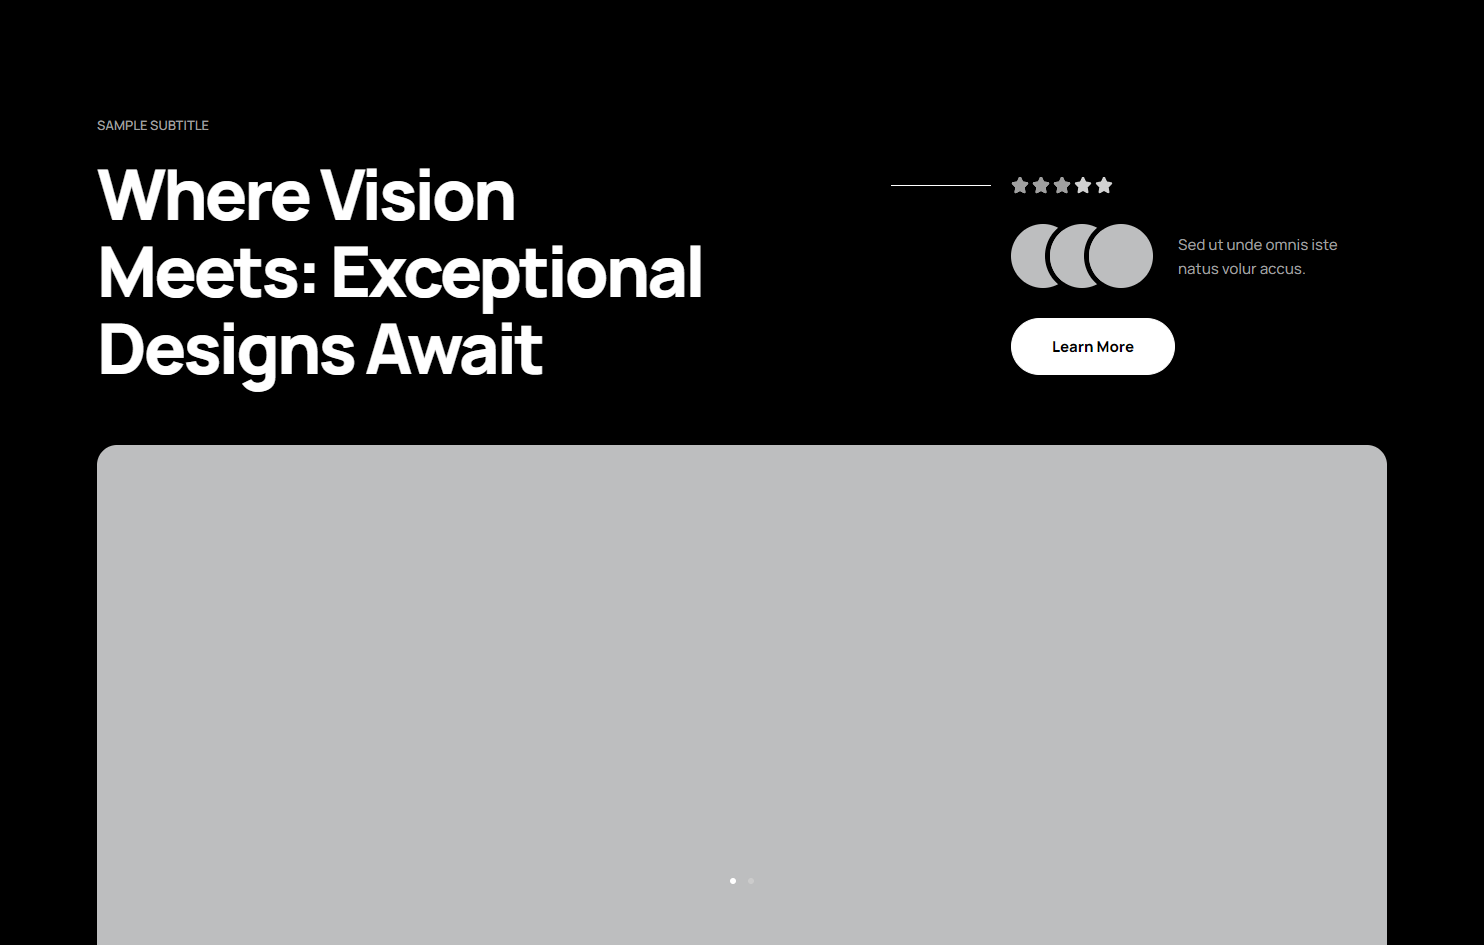 SAMPLE SUBTITLE
Where Vision
Meets: Exceptional
Designs Await
Sed ut unde omnis iste
natus volur accus.
Learn More